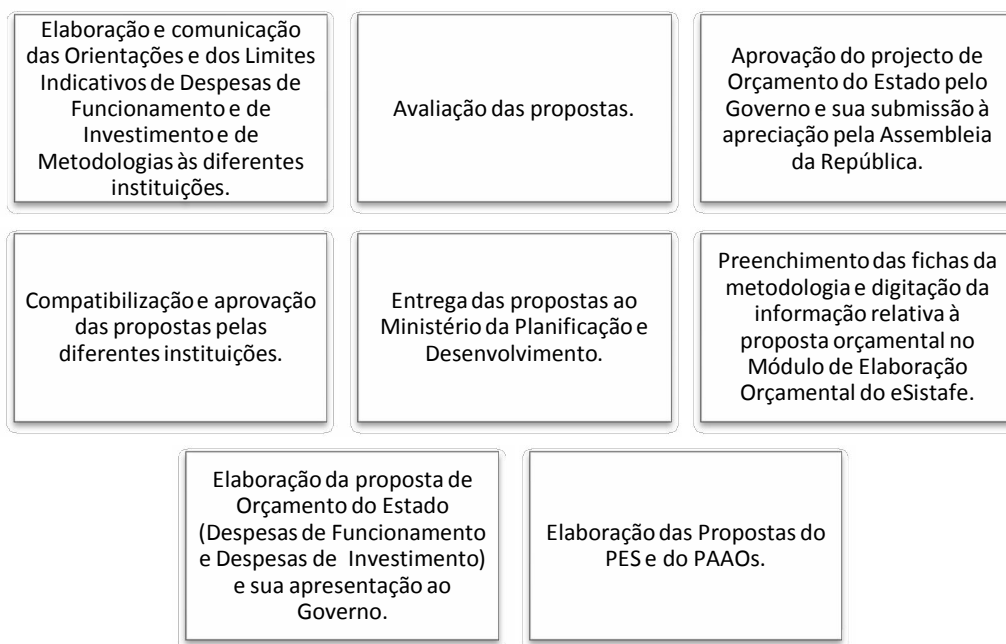 Elaboração e comunicação
das Orientações e dos Limites
Indicativos de Despesas de
Funcionamento e de
Investimento e de
Metodologias às diferentes
instituições.
Avaliação das propostas.
Aprovação do projecto de
Orçamento do Estado pelo
Governo e sua submissão à
apreciação pela Assembleia
da República.
Compatibilização e aprovação
das propostas pelas
diferentes instituições.
Entrega das propostas ao
Ministério da Planificação e
Desenvolvimento.
Preenchimento das fichas da
metodologia e digitação da
informação relativa à
proposta orçamental no
Módulo de Elaboração
Orçamental do eSistafe.
Elaboração da proposta de
Orçamento do Estado
(Despesas de Funcionamento
e Despesas de Investimento)
e sua apresentação ao
Governo.
Elaboração das Propostas do
PES e do PAAOs.